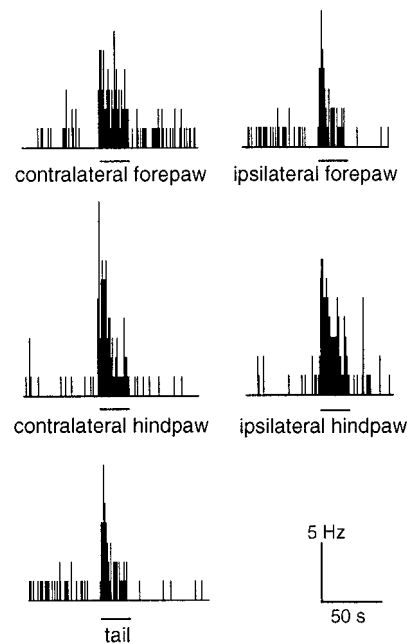 contralateral forepaw
ipsilateral forepaw
contralateral hindpaw
ipsilateral hindpaw
tail
5 Hz
50 s